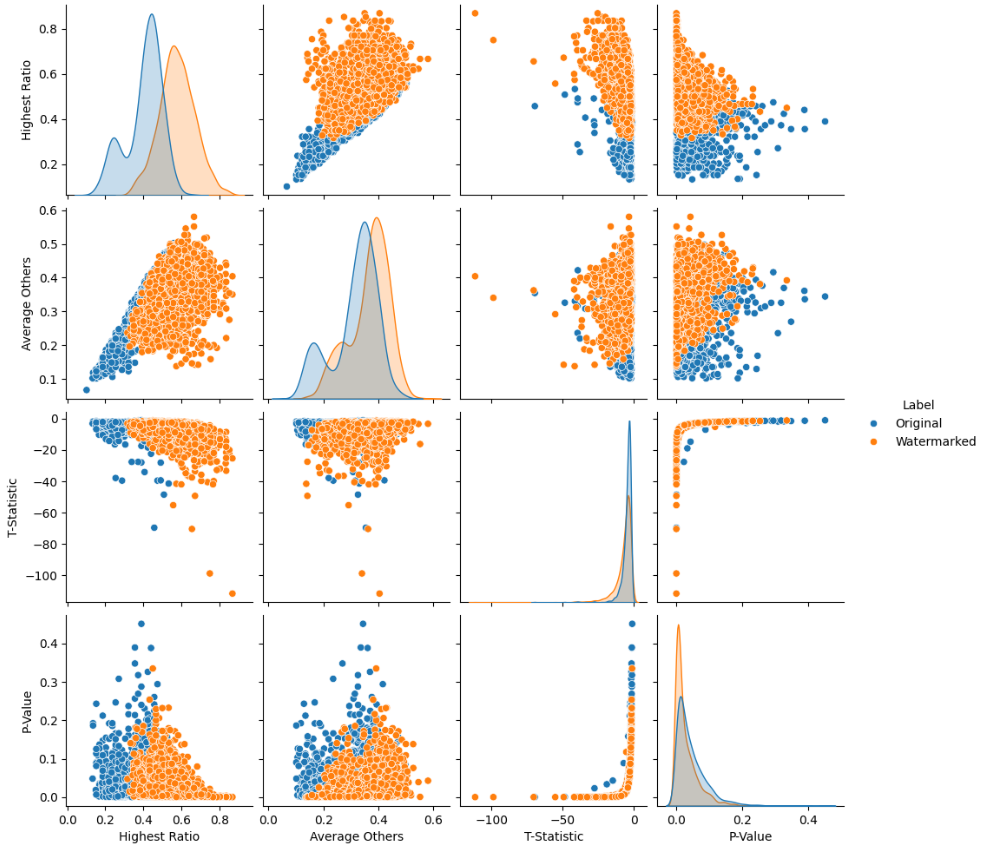 0.8
0.6
0.4
0.2
Highest Ratio
0.6
0.5
0.4
0.3
0.2
0.1
Average Others
0
−20
−40
−60
−80
−100
T-Statistic
Label
Original
Watermarked
0.4
0.3
0.2
0.1
0.0
P-Value
0.0 0.2 0.4 0.6 0.8
Highest Ratio
0.0 0.2 0.4 0.6
Average Others
−100 −50 0
T-Statistic
0.0 0.2 0.4
P-Value